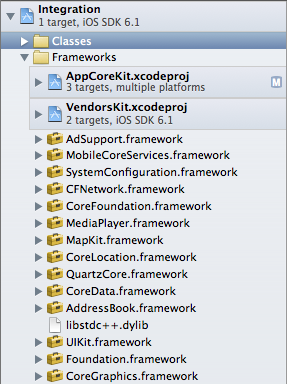 Integration
1 target, iOS SDK 6.1
Classes
Frameworks
AppCoreKit.xcodeproj
3 targets, multiple platforms
M
VendorsKit.xcodeproj
2 targets, iOS SDK 6.1
AdSupport.framework
MobileCoreServices.framework
SystemConfiguration.framework
CFNetwork.framework
CoreFoundation.framework
MediaPlayer.framework
MapKit.framework
CoreLocation.framework
QuartzCore.framework
CoreData.framework
AddressBook.framework
libstdc++.dylib
UIKit.framework
Foundation.framework
CoreGraphics.framework